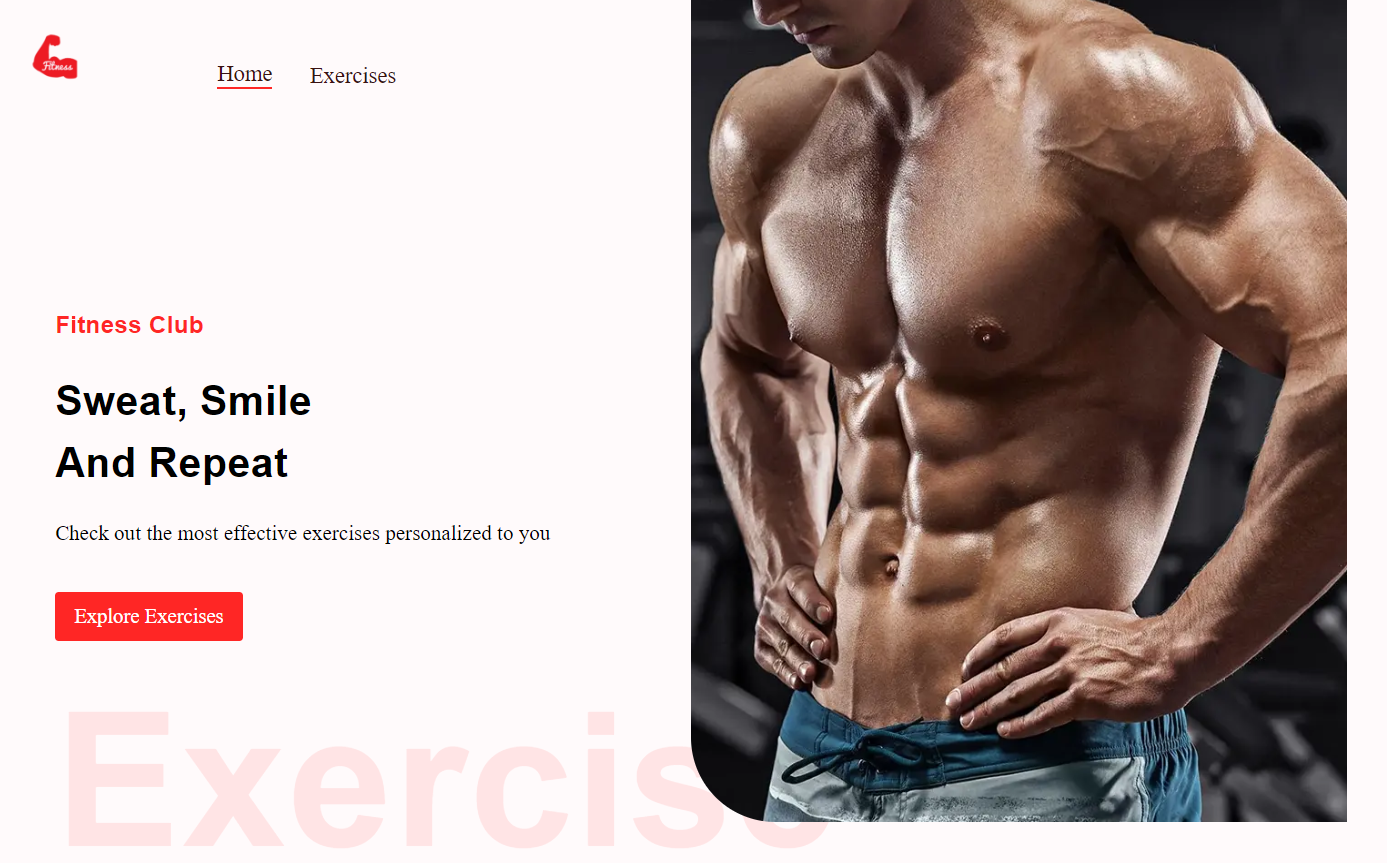 Fitness
Home
Exercises
Fitness Club
Sweat, Smile
And Repeat
Check out the most effective exercises personalized to you
Explore Exercises
Exercise